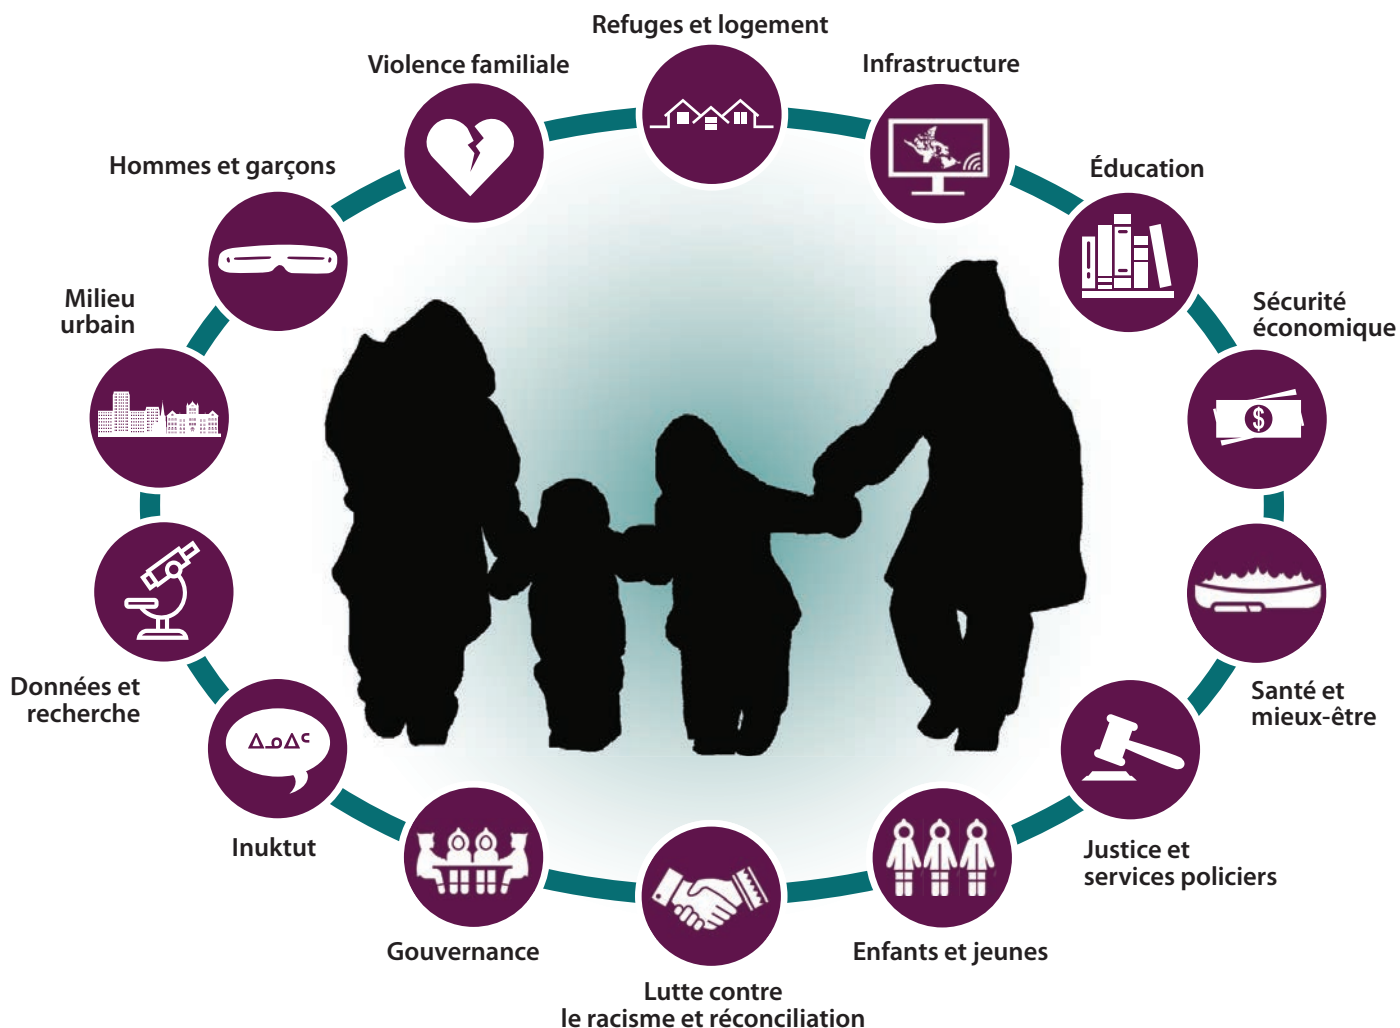 Refuges et logement
Infrastructure
Éducation
Sécurité
économique
$
Santé et
mieux-être
Justice et
services policiers
Enfants et jeunes
Lutte contre
le racisme et réconciliation
Gouvernance
Inuktut
ᐃᓄᐃᑦ
Données et
recherche
Milieu
urbain
Hommes et garçons
Violence familiale